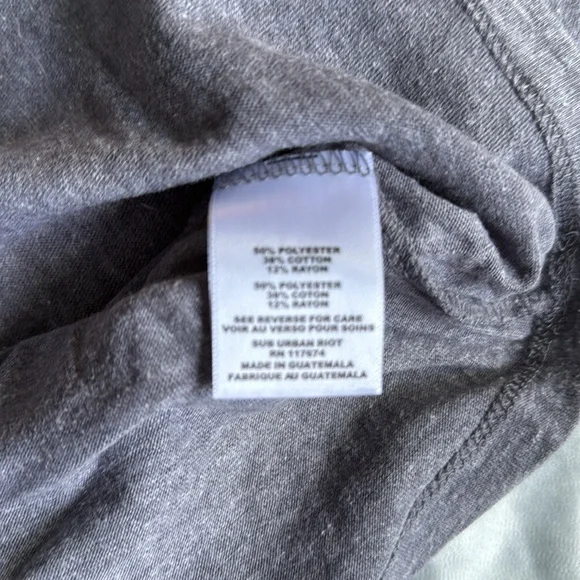 50% POLYESTER
38% COTTON
12% RAYON
50% POLYESTER
38% COTON
12% RAYON
SEE REVERSE FOR CARE
VOIR AU VERSO POUR SOINS
SUB URBAN RIOT
RN 117674
MADE IN GUATEMALA
FABRIQUE AU GUATEMALA